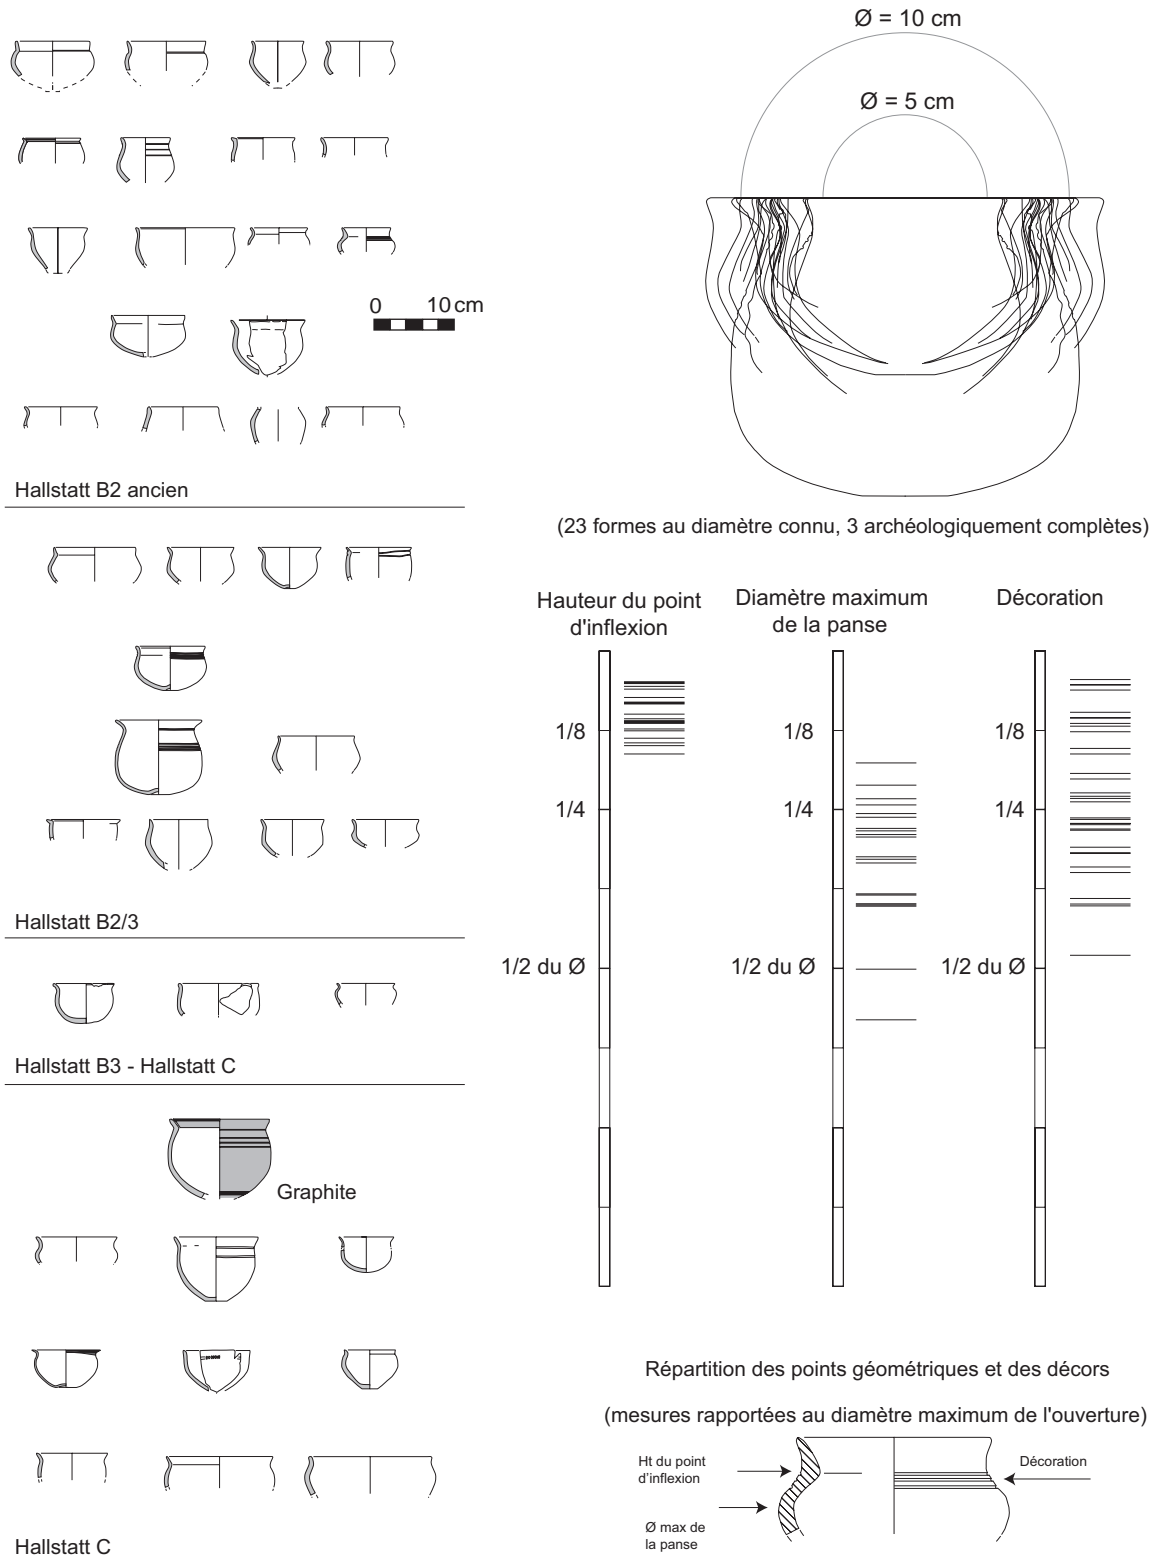 0 10 cm
Hallstatt B2 ancien
Hallstatt B2/3
Hallstatt B3 - Hallstatt C
Graphite
Hallstatt C
Ø = 10 cm
Ø = 5 cm
(23 formes au diamètre connu, 3 archéologiquement complètes)
Hauteur du point
d'inflexion
1/8
1/4
1/2 du Ø
Diamètre maximum
de la panse
1/8
1/4
1/2 du Ø
Décoration
1/8
1/4
1/2 du Ø
Répartition des points géométriques et des décors
(mesures rapportées au diamètre maximum de l'ouverture)
Ht du point
d'inflexion
Décoration
Ø max de
la panse